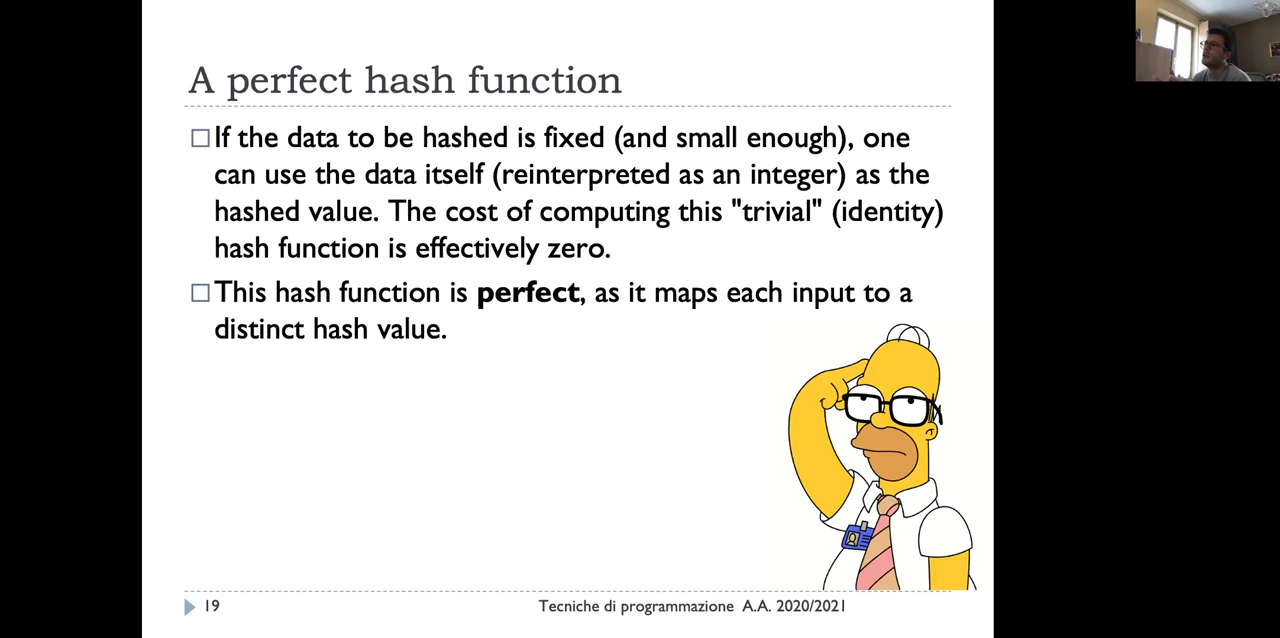 A perfect hash function
If the data to be hashed is fixed (and small enough), one
can use the data itself (reinterpreted as an integer) as the
hashed value. The cost of computing this "trivial" (identity)
hash function is effectively zero.
This hash function is perfect, as it maps each input to a
distinct hash value.
19
Tecniche di programmazione A.A. 2020/2021